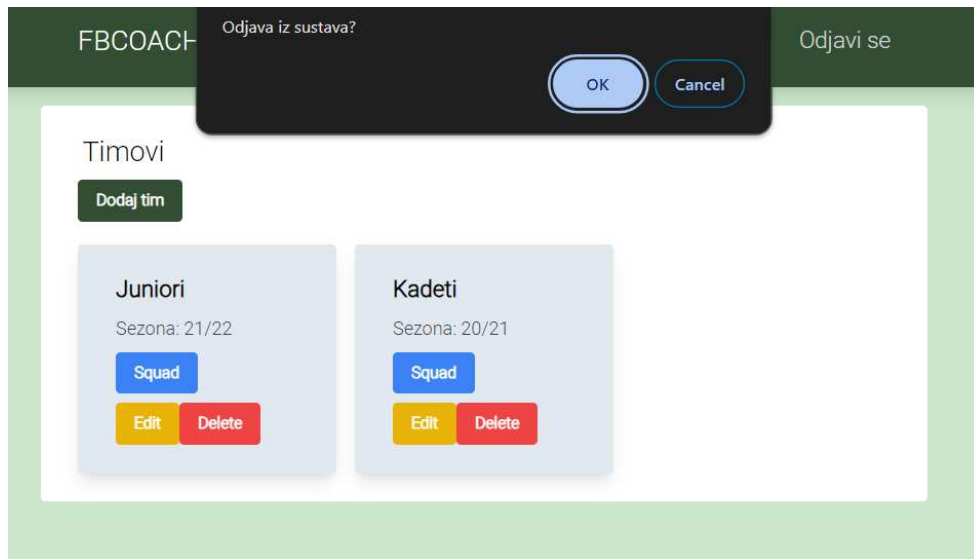 FBCOACH
Odjava iz sustava?
OK
Cancel
Odjavi se
Timovi
Dodaj tim
Juniori
Sezona: 21/22
Squad
Edit Delete
Kadeti
Sezona: 20/21
Squad
Edit Delete